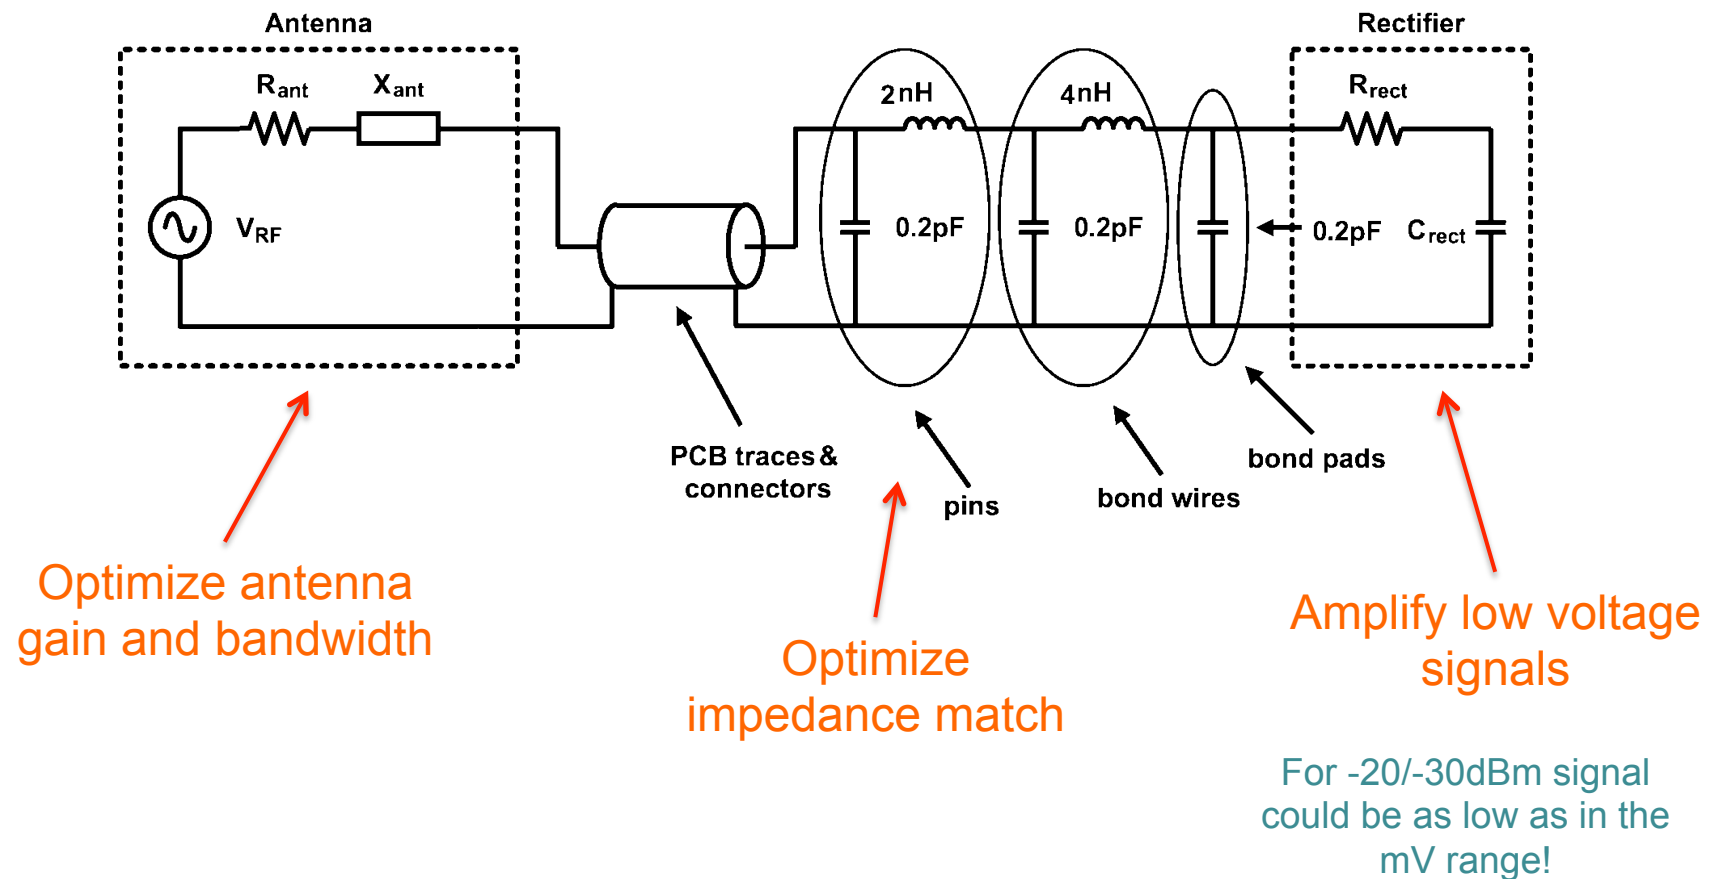 Antenna
Rectifier
Rant
Xant
2nH
4nH
Rrect
VRF
0.2pF
0.2pF
0.2pF
Crect
PCB traces &
connectors
pins
bond wires
bond pads
Optimize antenna
gain and bandwidth
Optimize
impedance match
Amplify low voltage
signals
For -20/-30dBm signal
could be as low as in the
mV range!